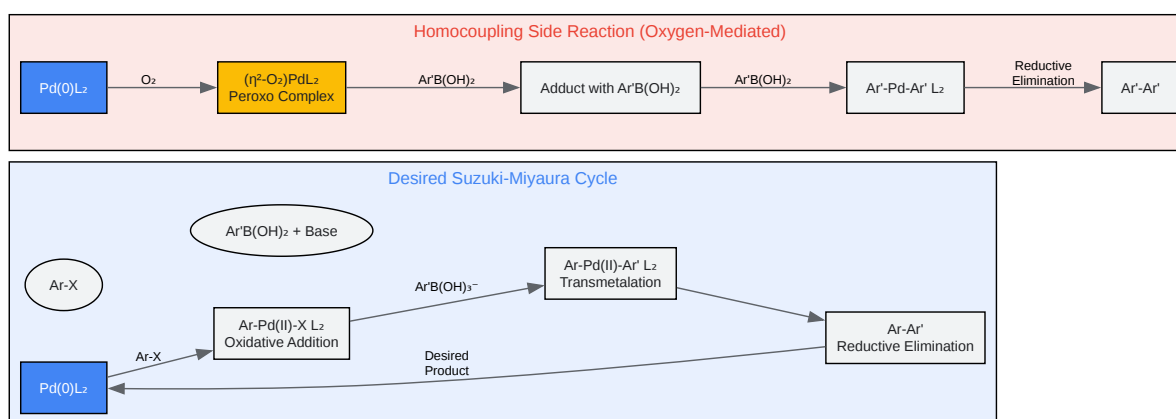 Homocoupling Side Reaction (Oxygen-Mediated)
Pd(0)L₂
O₂
(η²-O₂)PdL₂
Peroxo Complex
Ar'B(OH)₂
Adduct with Ar'B(OH)₂
Ar'B(OH)₂
Ar'-Pd-Ar' L₂
Reductive
Elimination
Ar'-Ar'
Desired Suzuki-Miyaura Cycle
Ar'B(OH)₂ + Base
Ar-X
Pd(0)L₂
Ar-X
Ar-Pd(II)-X L₂
Oxidative Addition
Ar'B(OH)₃⁻
Ar-Pd(II)-Ar' L₂
Transmetalation
Ar-Ar'
Reductive Elimination
Desired
Product